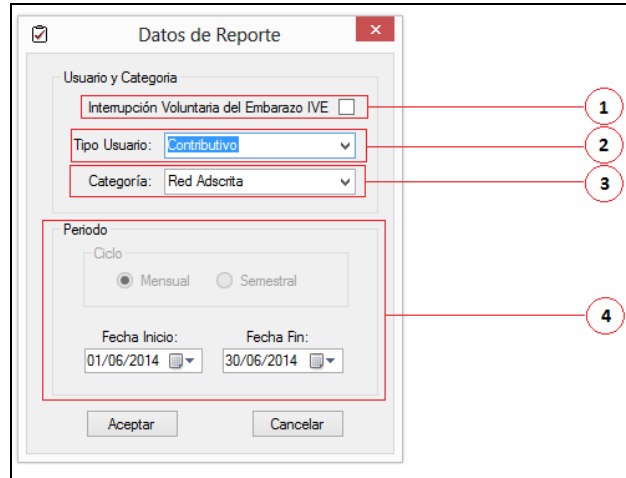 Datos de Reporte
Usuario y Categoria
Interrupción Voluntaria del Embarazo IVE
1
Tipo Usuario: Contributivo
2
Categoría: Red Adscrita
3
Periodo
Ciclo
Mensual Semestral
4
Fecha Inicio: Fecha Fin:
01/06/2014 30/06/2014
Aceptar Cancelar